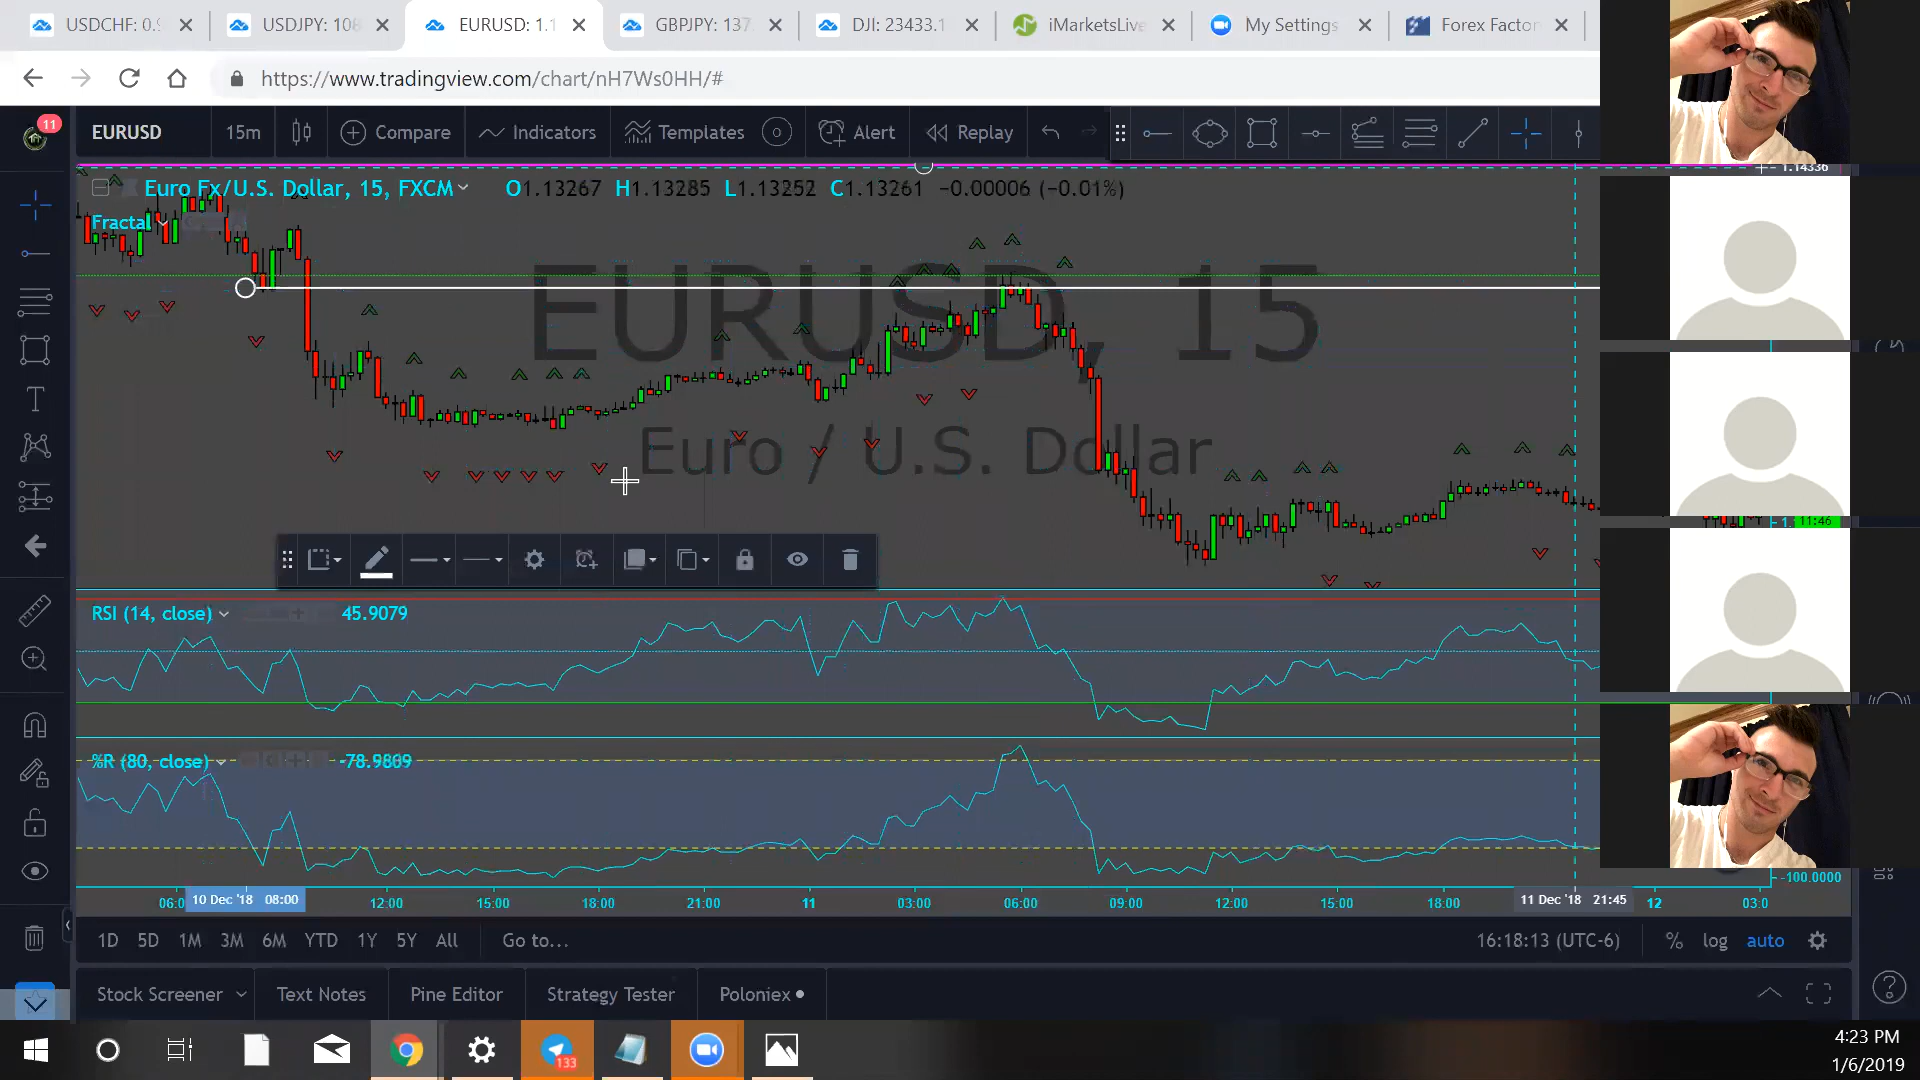 USDCHF: 0.9
USDJPY: 108
EURUSD: 1.1
GBPJPY: 137
DJI: 23433.1
iMarketsLive
My Settings
Forex Factor
https://www.tradingview.com/chart/nH7Ws0HH/#
11
EURUSD
15m
Compare
Indicators
Templates
Alert
Replay
1.14336
Euro Fx/U.S. Dollar, 15, FXCM
O1.13267 H1.13285 L1.13252 C1.13261 −0.00006 (−0.01%)
Fractal
EURUSD, 15
Euro / U.S. Dollar
11:46
RSI (14, close)
45.9079
%R (80, close)
-78.9809
-100.0000
10 Dec '18 08:00
12:00
15:00
18:00
21:00
11
03:00
06:00
09:00
12:00
15:00
18:00
11 Dec '18 21:45
12
03:0
1D 5D 1M 3M 6M YTD 1Y 5Y All
Go to...
16:18:13 (UTC-6)
% log auto
Stock Screener
Text Notes
Pine Editor
Strategy Tester
Poloniex
133
4:23 PM
1/6/2019